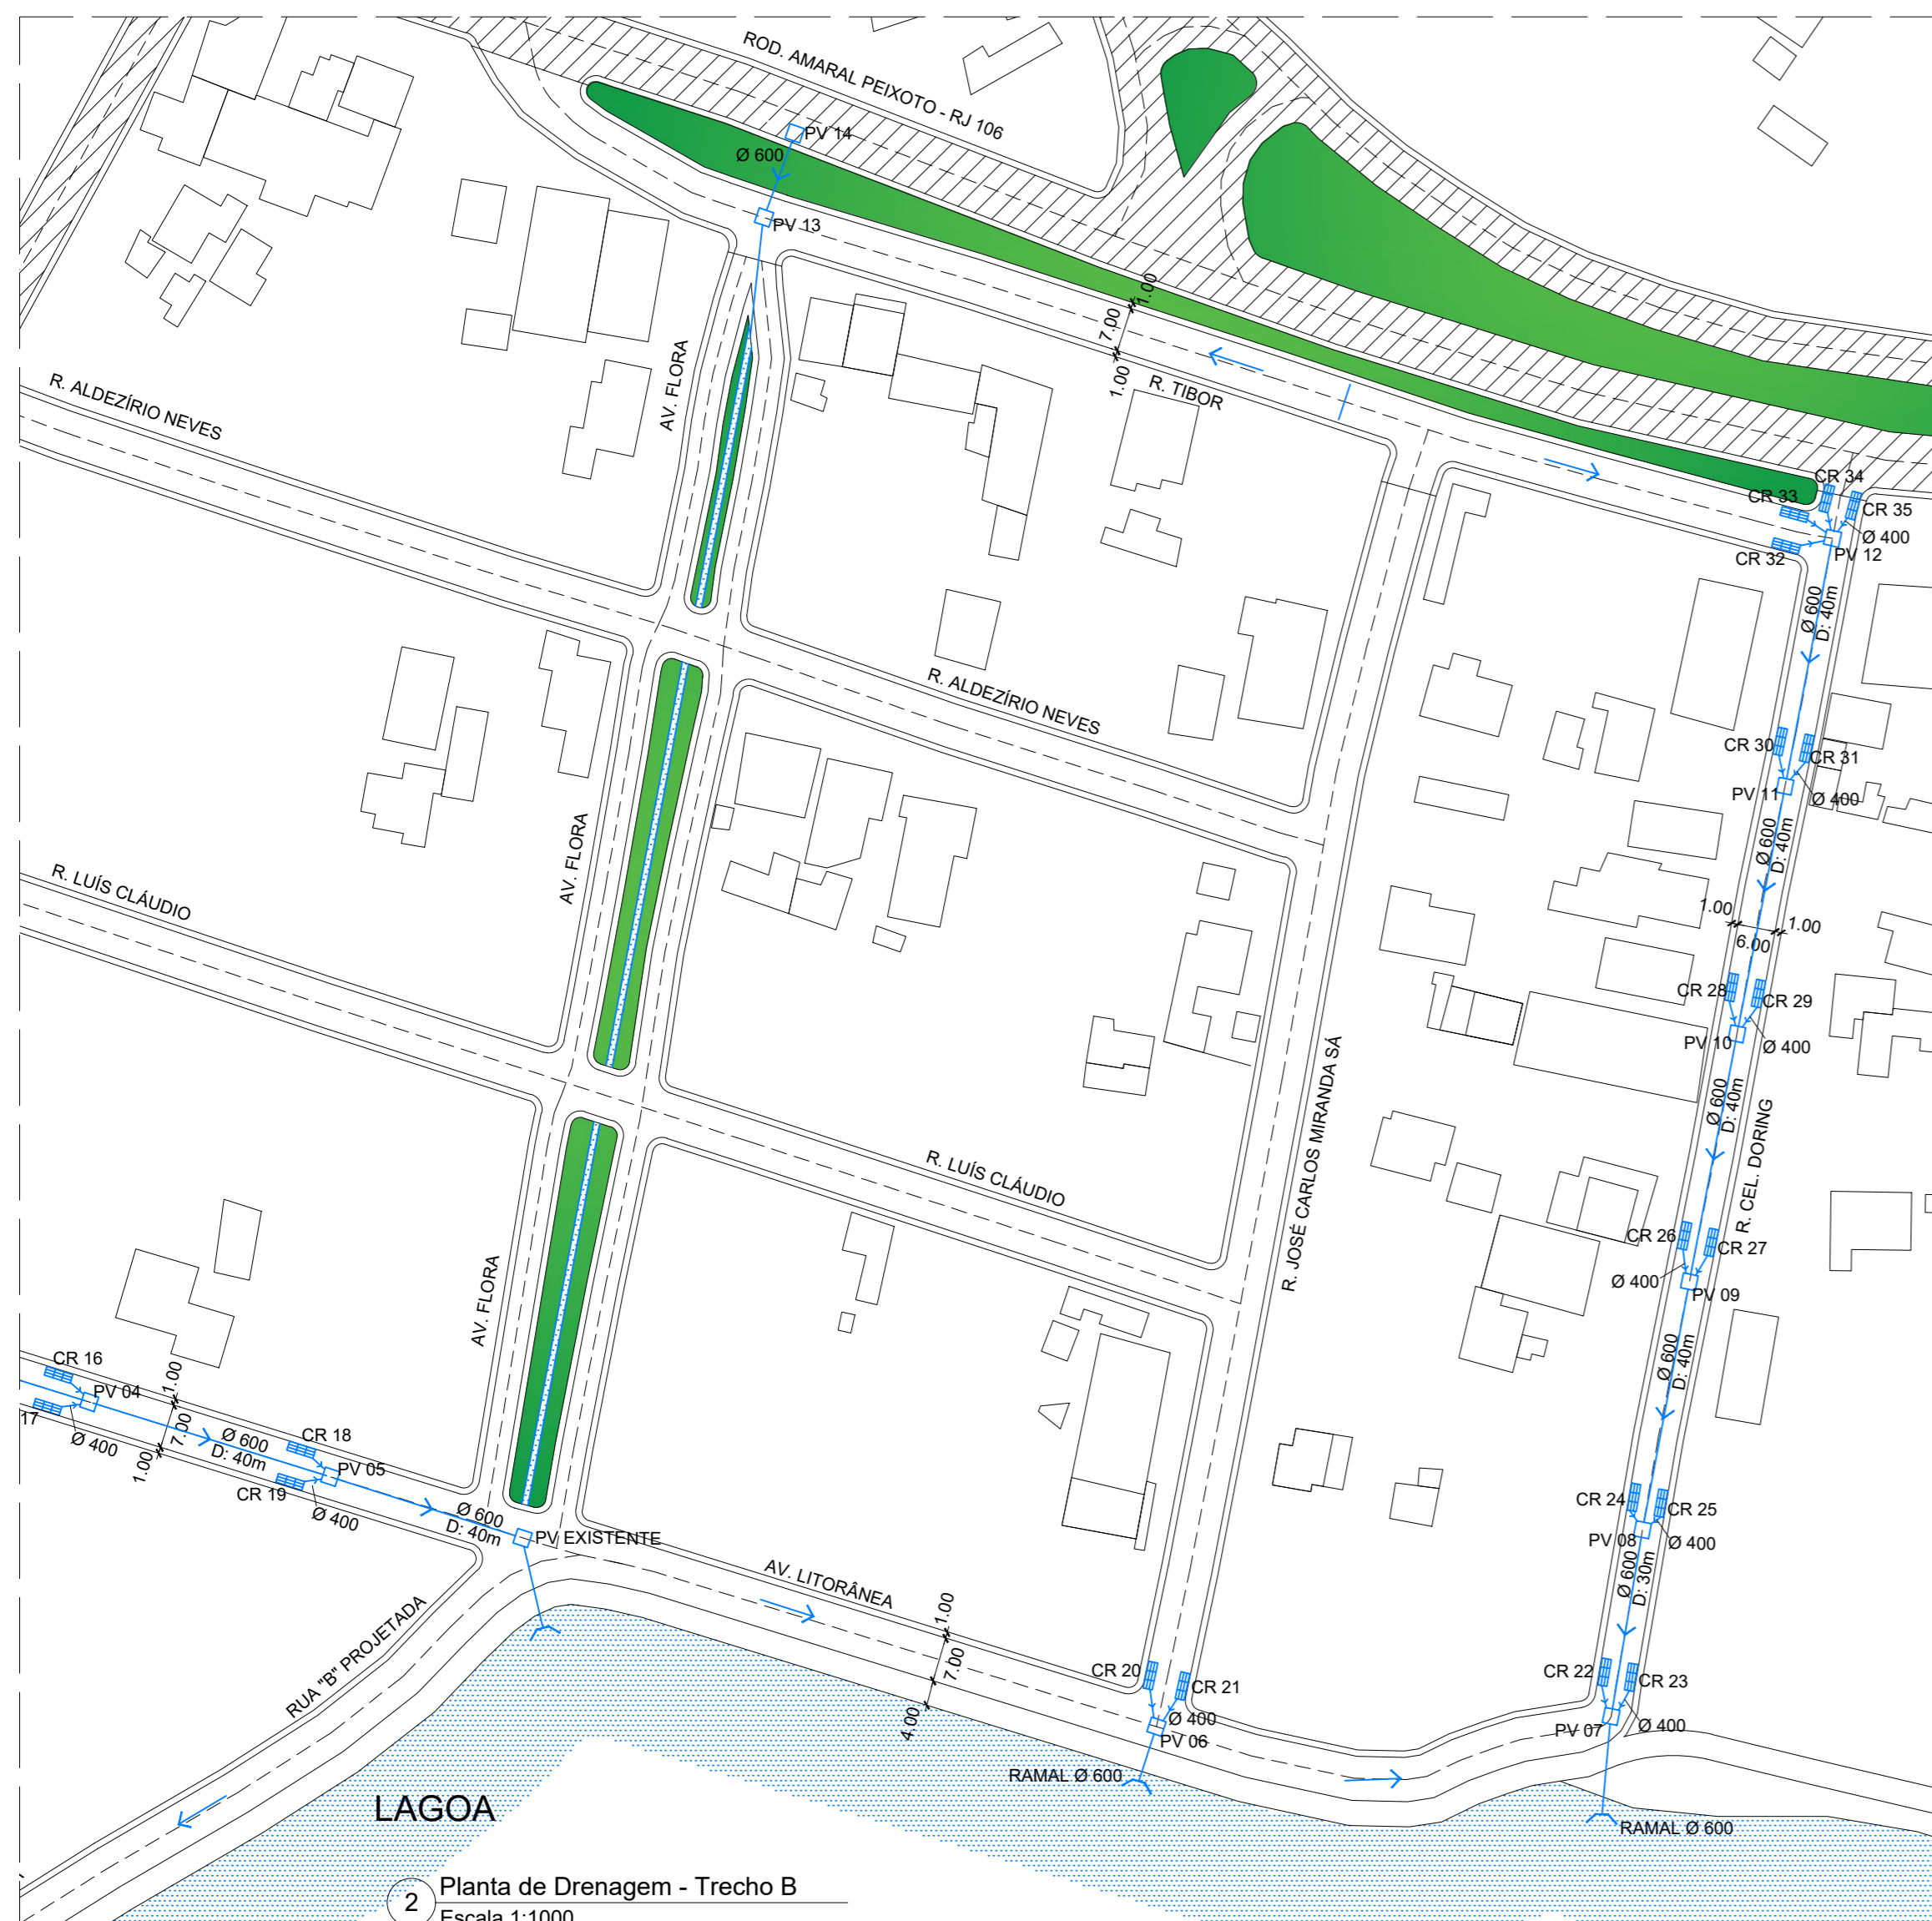 ROD. AMARAL PEIXOTO - RJ 106
PV 14
Ø 600
PV 13
1.00
7.00
1.00
R. TIBOR
AV. FLORA
R. ALDEZÍRIO NEVES
CR 34
CR 33
CR 35
Ø 400
PV 12
CR 32
Ø 600
D: 40m
R. ALDEZÍRIO NEVES
CR 30
CR 31
PV 11
Ø 400
Ø 600
D: 40m
AV. FLORA
R. LUÍS CLÁUDIO
1.00
6.00
1.00
CR 28
CR 29
PV 10
Ø 400
R. JOSÉ CARLOS MIRANDA SÁ
Ø 600
D: 40m
R. CEL. DORING
R. LUÍS CLÁUDIO
CR 26
CR 27
Ø 400
PV 09
AV. FLORA
Ø 600
D: 40m
CR 16
PV 04
17
Ø 400
1.00
7.00
1.00
Ø 600
D: 40m
CR 18
PV 05
CR 19
Ø 400
Ø 600
D: 40m
PV EXISTENTE
CR 24
CR 25
PV 08
Ø 400
Ø 600
D: 30m
AV. LITORÂNEA
1.00
7.00
4.00
RUA "B" PROJETADA
CR 20
CR 21
Ø 400
PV 06
RAMAL Ø 600
CR 22
CR 23
PV 07
Ø 400
RAMAL Ø 600
LAGOA
2
Planta de Drenagem - Trecho B
Escala 1:1000